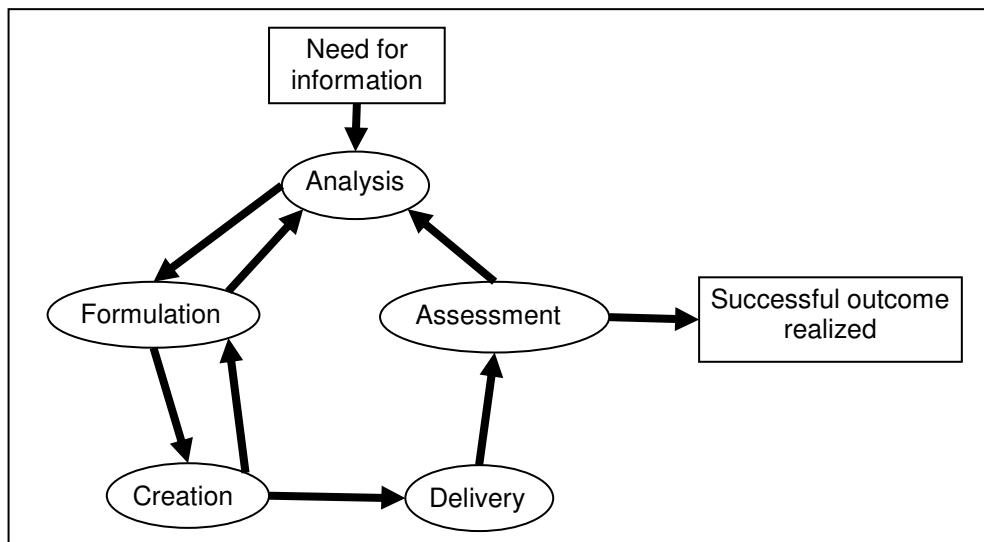 Need for
information
Analysis
Formulation
Assessment
Successful outcome
realized
Creation
Delivery